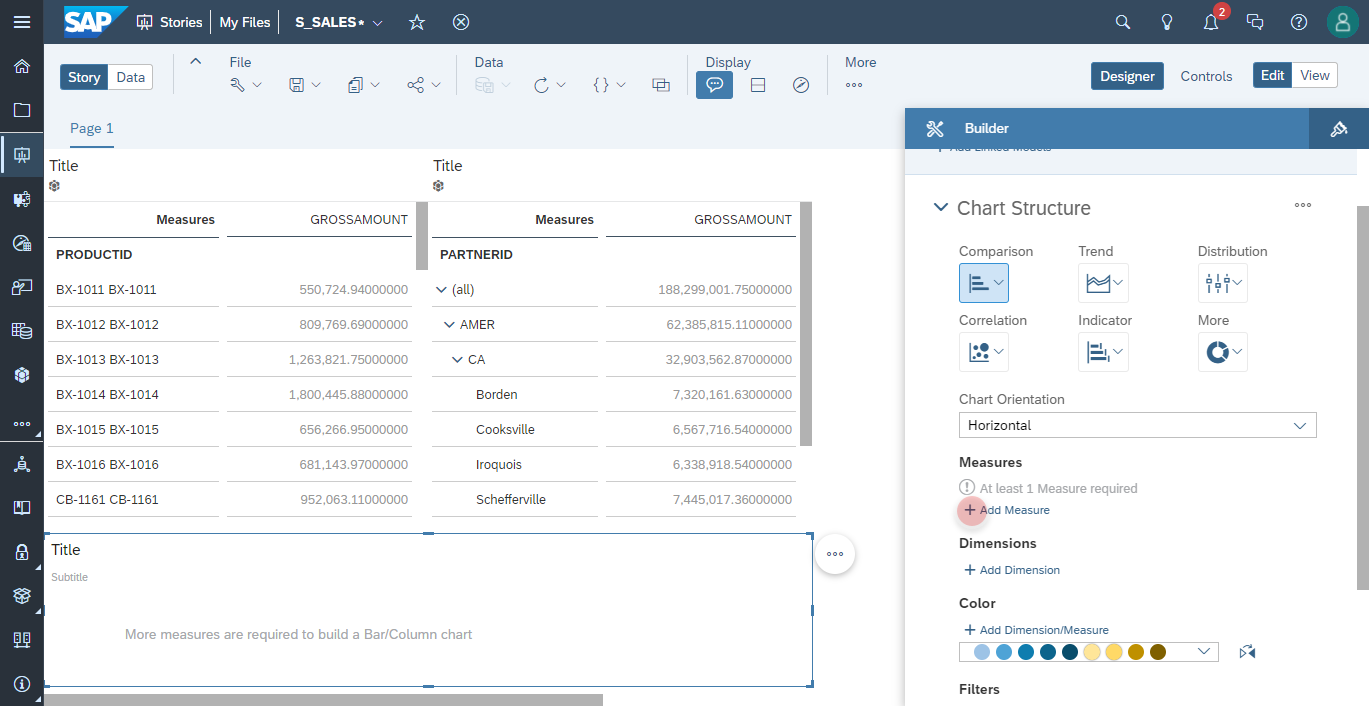 SAP Stories My Files S_SALES* 2
Story Data
File
Data
Display
More
Designer Controls Edit View
Page 1
Builder
Add Linked Models
Title
Measures GROSSAMOUNT
PRODUCTID
BX-1011 BX-1011 550,724.94000000
BX-1012 BX-1012 809,769.69000000
BX-1013 BX-1013 1,263,821.75000000
BX-1014 BX-1014 1,800,445.88000000
BX-1015 BX-1015 656,266.95000000
BX-1016 BX-1016 681,143.97000000
CB-1161 CB-1161 952,063.11000000
Title
Measures GROSSAMOUNT
PARTNERID
(all) 188,299,001.75000000
AMER 62,385,815.11000000
CA 32,903,562.87000000
Borden 7,320,161.63000000
Cooksville 6,567,716.54000000
Iroquois 6,338,918.54000000
Schefferville 7,445,017.36000000
Title
Subtitle
More measures are required to build a Bar/Column chart
Chart Structure
Comparison Trend Distribution
Correlation Indicator More
Chart Orientation
Horizontal
Measures
At least 1 Measure required
+ Add Measure
Dimensions
+ Add Dimension
Color
+ Add Dimension/Measure
Filters